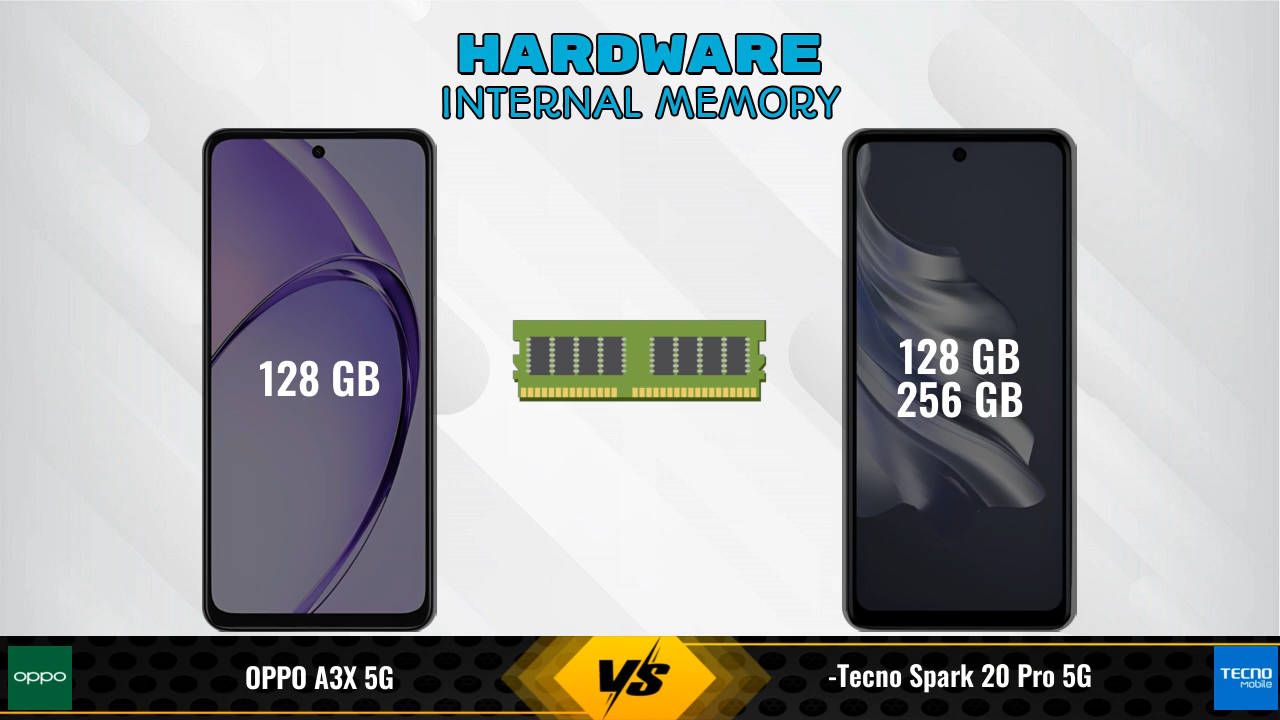 HARDWARE
INTERNAL MEMORY
128 GB
128 GB
256 GB
oppo
OPPO A3X 5G
VS
-Tecno Spark 20 Pro 5G
TECNO
mobile